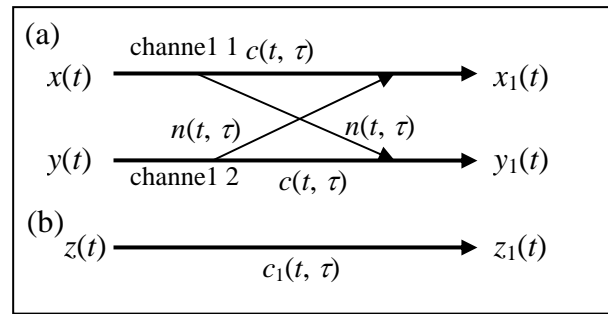 (a)
channe1 1 c(t, τ)
x(t) x₁(t)
n(t, τ) n(t, τ)
y(t) y₁(t)
channe1 2 c(t, τ)
(b)
z(t) z₁(t)
c₁(t, τ)